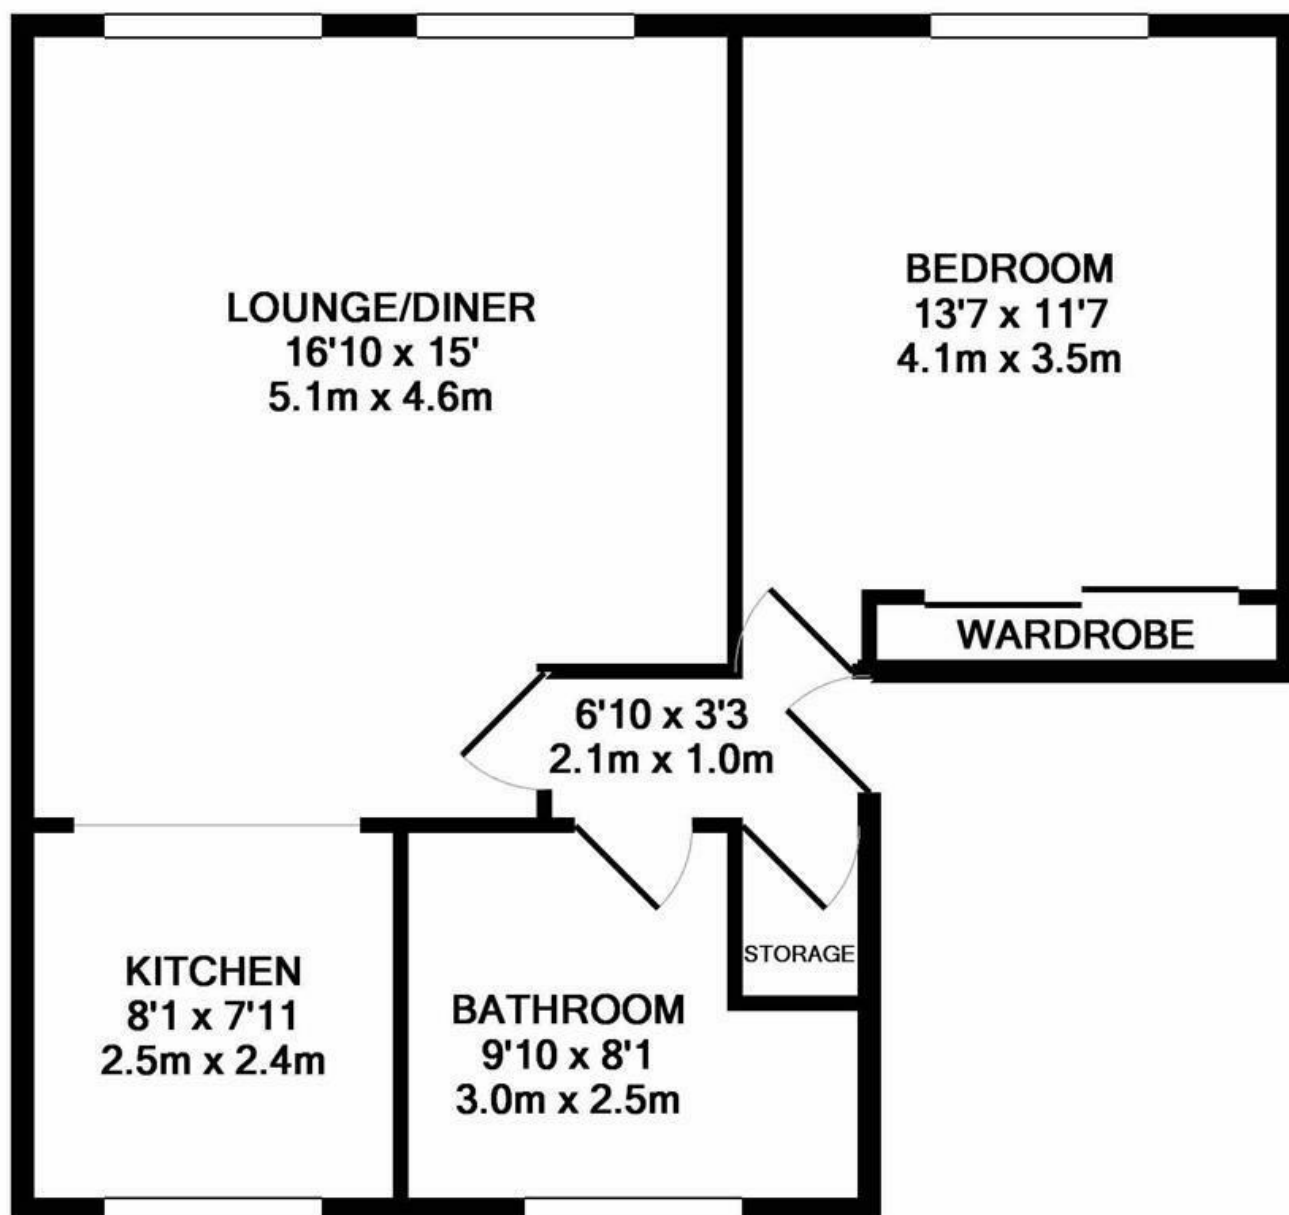 LOUNGE/DINER
16'10 x 15'
5.1m x 4.6m
BEDROOM
13'7 x 11'7
4.1m x 3.5m
WARDROBE
6'10 x 3'3
2.1m x 1.0m
KITCHEN
8'1 x 7'11
2.5m x 2.4m
BATHROOM
9'10 x 8'1
3.0m x 2.5m
STORAGE